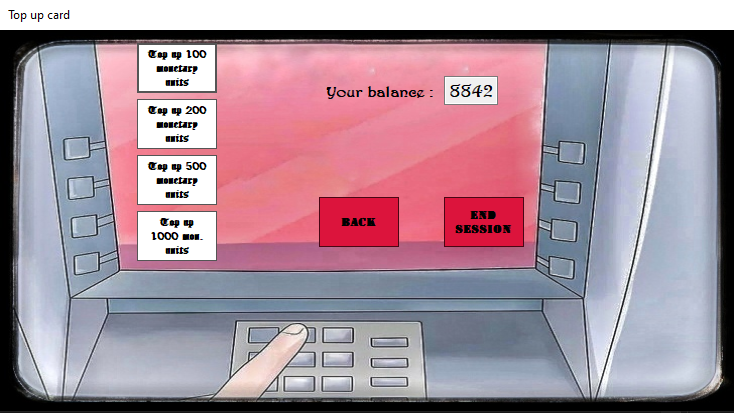 Top up card
Top up 100
monetary
units
Your balance :
8842
Top up 200
monetary
units
Top up 500
monetary
units
Top up
1000 mon.
units
BACK
END
SESSION